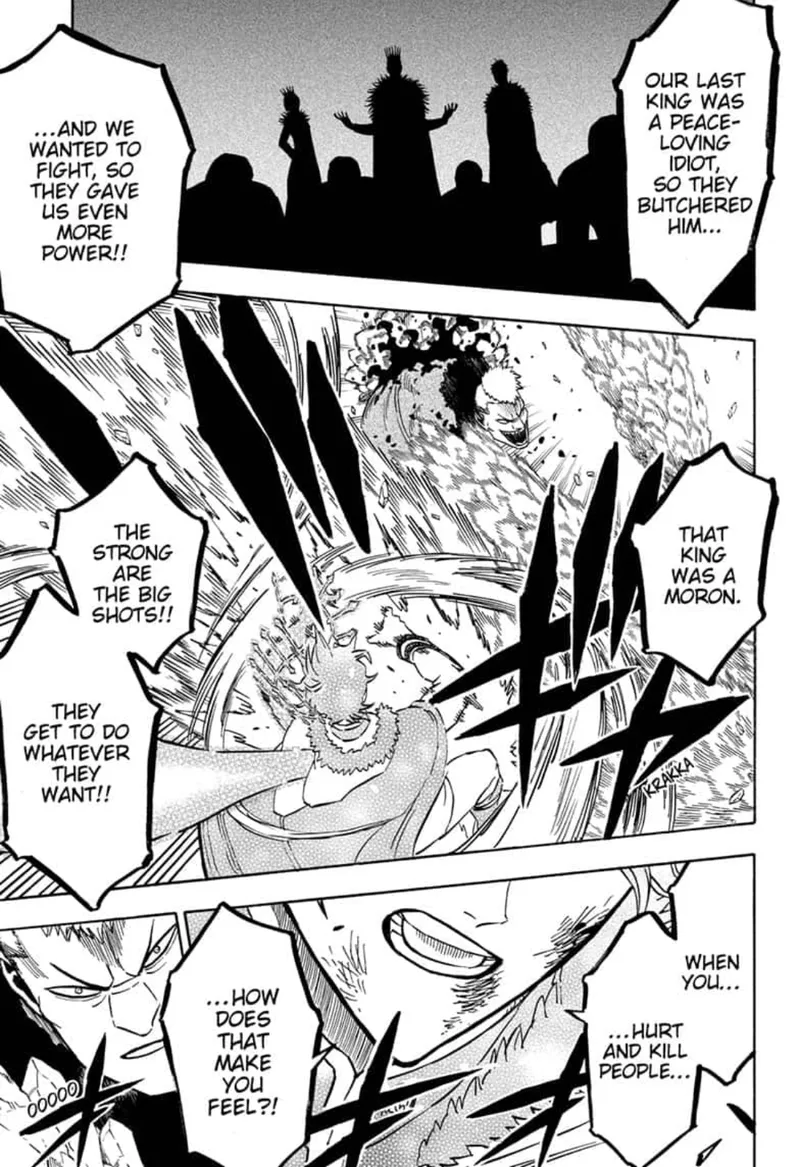 OUR LAST
KING WAS
A PEACE-
LOVING
IDIOT,
SO THEY
BUTCHERED
HIM...
...AND WE
WANTED TO
FIGHT, SO
THEY GAVE
US EVEN
MORE
POWER!!
THAT
KING
WAS A
MORON.
KRAKKA
THE
STRONG
ARE
THE BIG
SHOTS!!
THEY
GET TO DO
WHATEVER
THEY
WANT!!
WHEN
YOU...
...HURT
AND KILL
PEOPLE...
...HOW
DOES
THAT
MAKE
YOU
FEEL?!
OOOOO